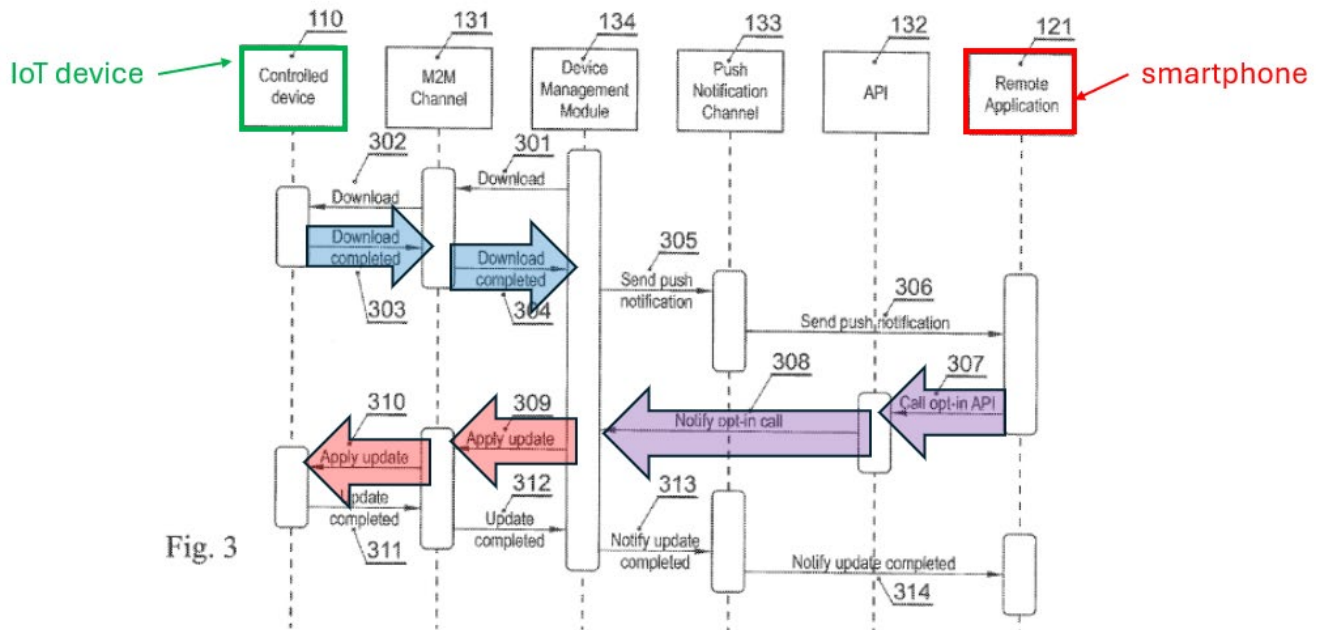 110
131
134
133
132
121
IoT device
Controlled
device
M2M
Channel
Device
Management
Module
Push
Notification
Channel
API
Remote
Application
smartphone
302
301
Download
Download
Download
completed
303
Download
completed
304
305
Send push
notification
306
Send push notification
307
Call opt-in API
308
Notify opt-in call
309
Apply update
310
Apply update
Update
completed
311
312
Update
completed
313
Notify update
completed
Notify update completed
314
Fig. 3